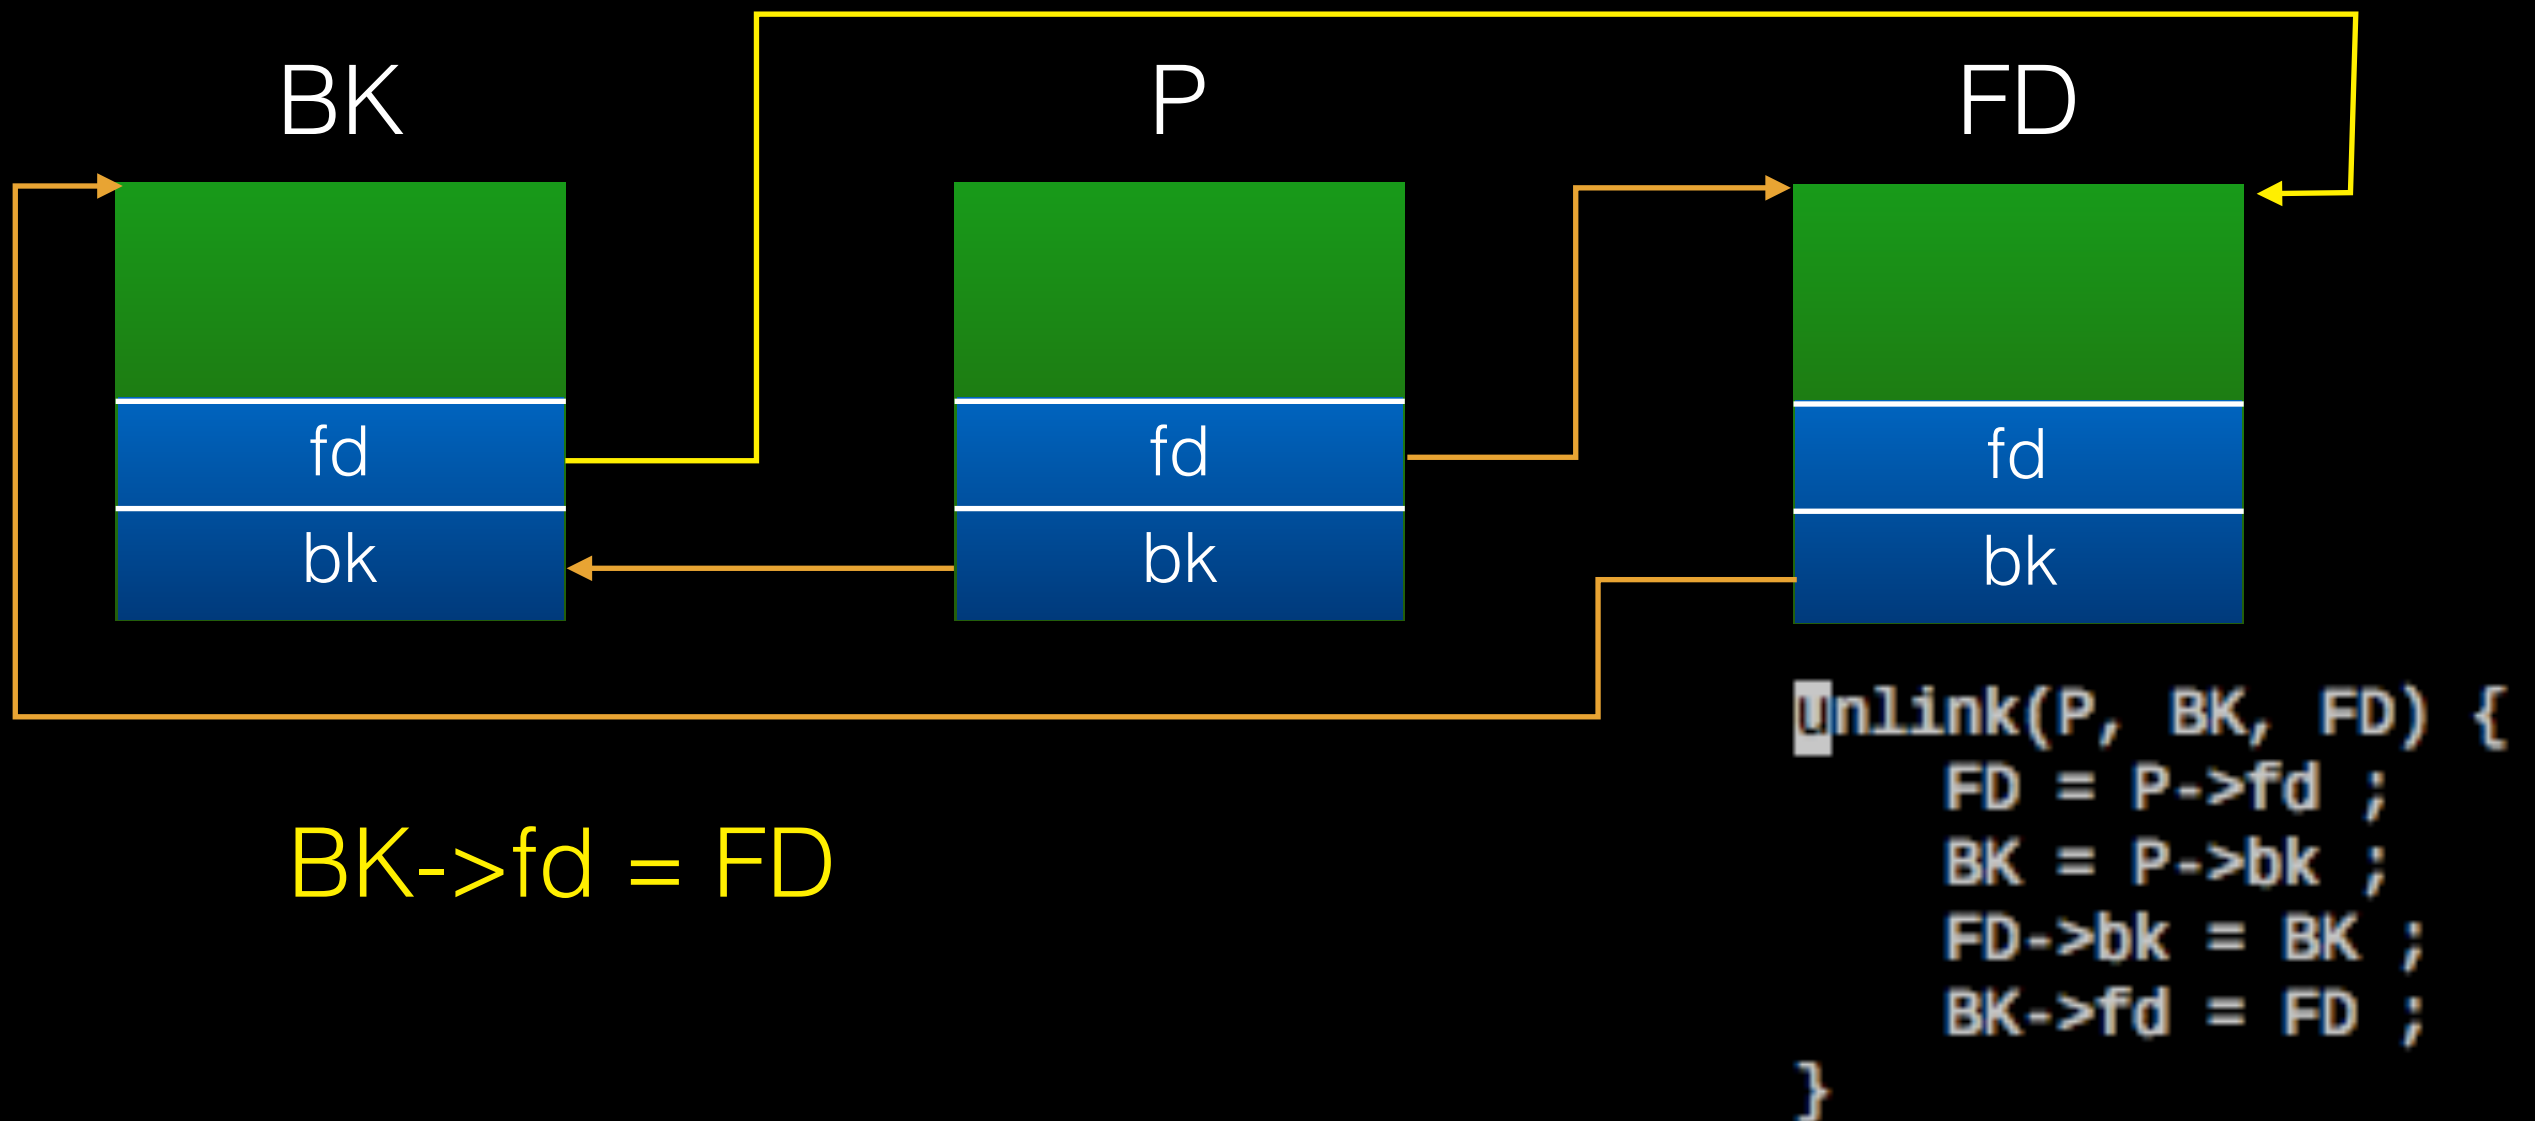 BK P FD
fd fd fd
bk bk bk
BK->fd = FD
unlink(P, BK, FD) {
FD = P->fd ;
BK = P->bk ;
FD->bk = BK ;
BK->fd = FD ;
}